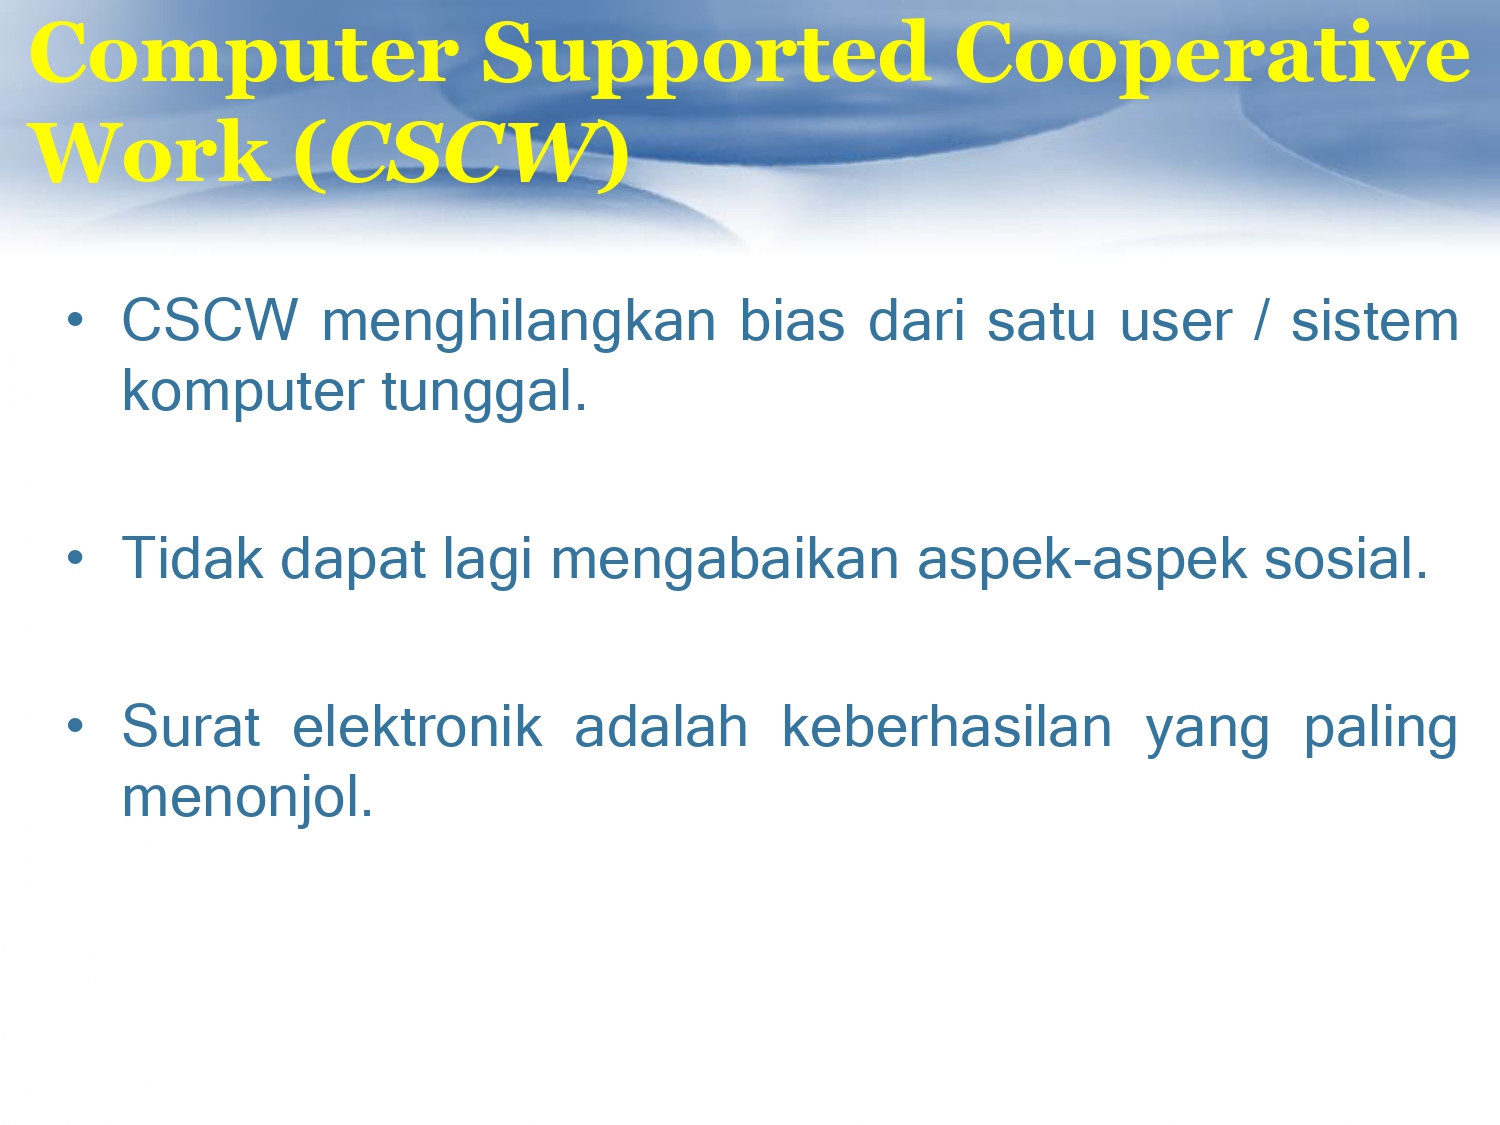 Computer Supported Cooperative
Work (CSCW)
• CSCW menghilangkan bias dari satu user / sistem
komputer tunggal.
• Tidak dapat lagi mengabaikan aspek-aspek sosial.
• Surat elektronik adalah keberhasilan yang paling
menonjol.